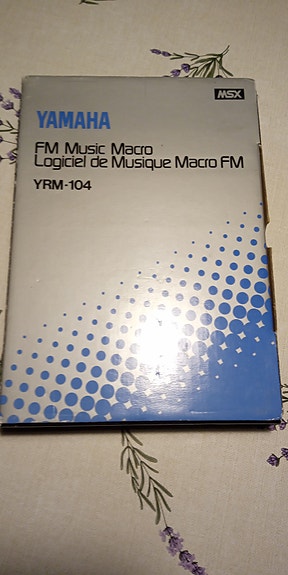 MSX
YAMAHA
FM Music Macro
Logiciel de Musique Macro FM
YRM-104